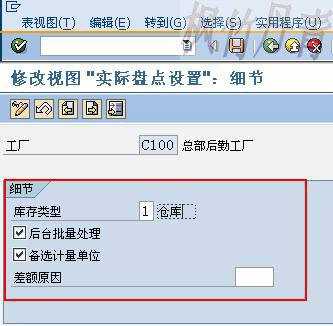 表视图(T) 编辑(E) 转到(G) 选择(S) 实用程序(U)
修改视图 "实际盘点设置": 细节
工厂 C100 总部后勤工厂
细节
库存类型 1 仓库
后台批量处理
备选计量单位
差额原因